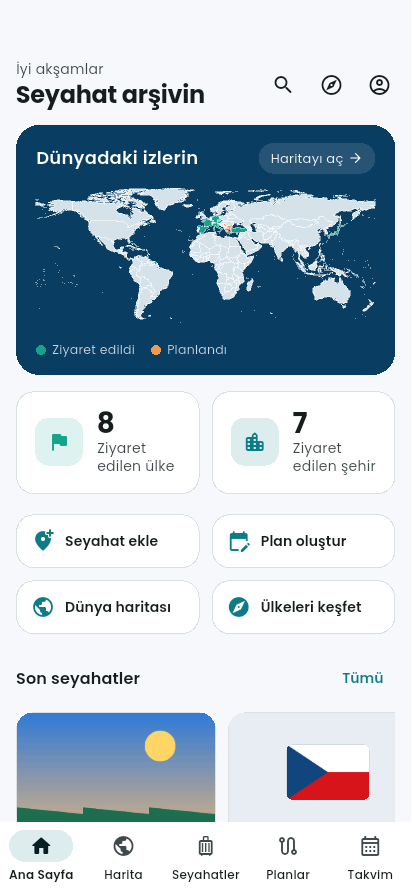 İyi akşamlar
Seyahat arşivin
Dünyadaki izlerin
Haritayı aç
Ziyaret edildi
Planlandı
8
Ziyaret
edilen ülke
7
Ziyaret
edilen şehir
Seyahat ekle
Plan oluştur
Dünya haritası
Ülkeleri keşfet
Son seyahatler
Tümü
Ana Sayfa
Harita
Seyahatler
Planlar
Takvim